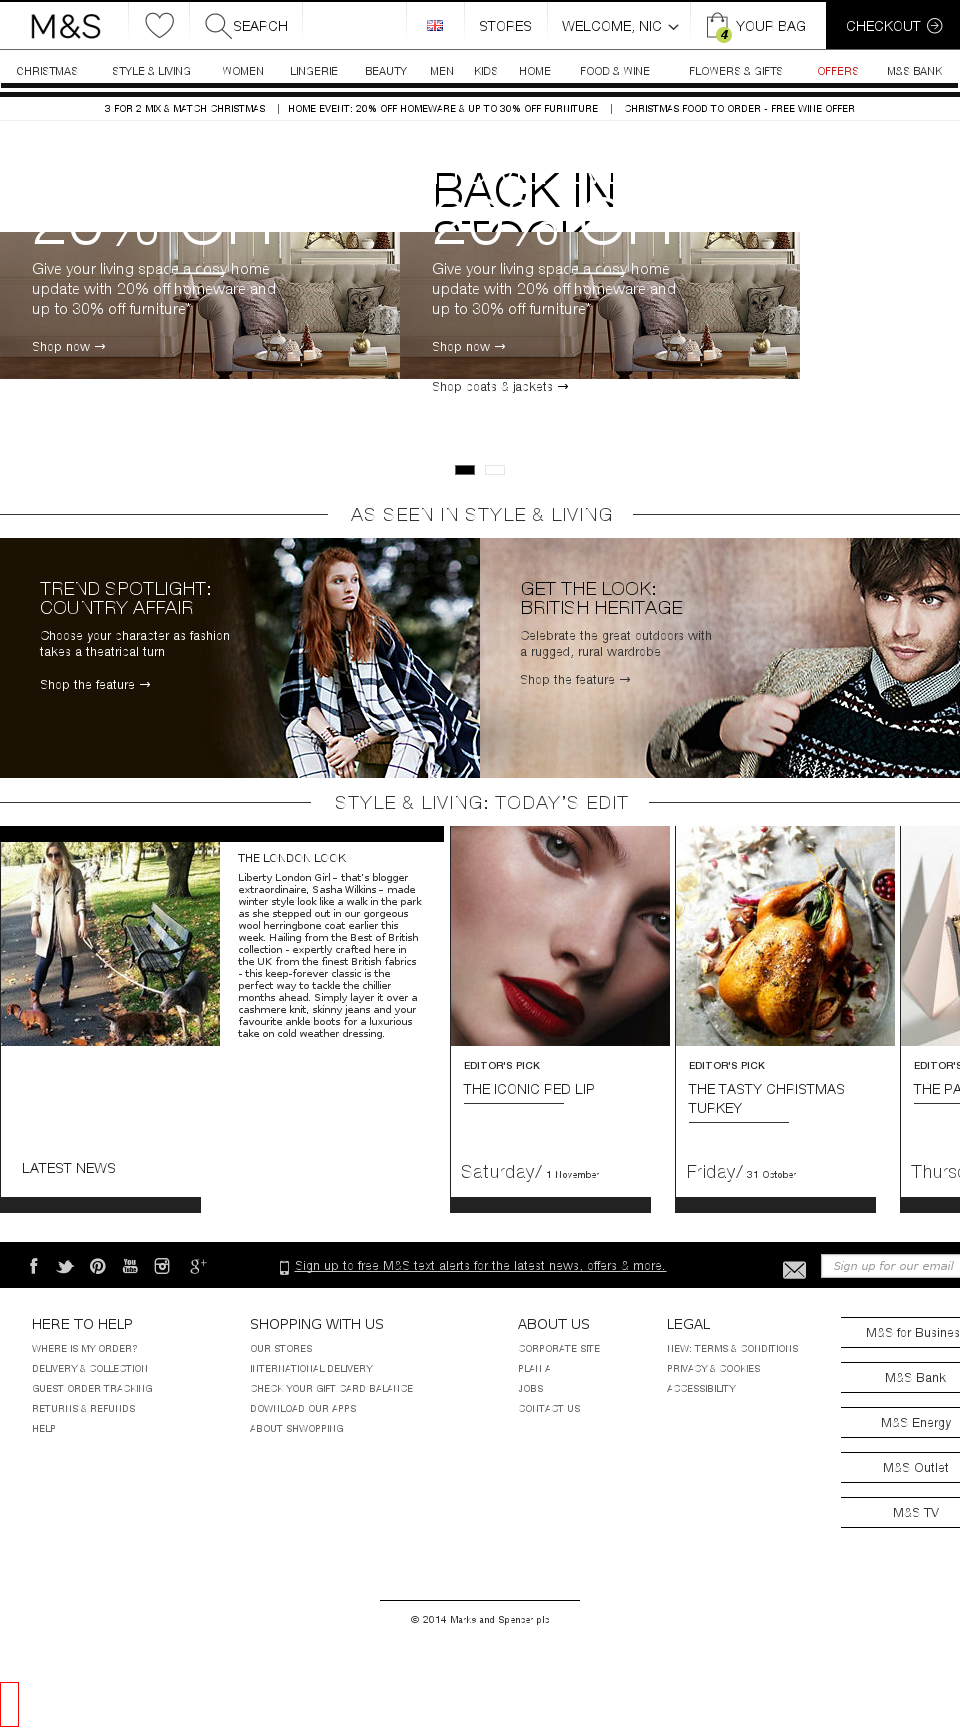 M&S
SEARCH
STORES
WELCOME, NIC
4
YOUR BAG
CHECKOUT
CHRISTMAS STYLE & LIVING WOMEN LINGERIE BEAUTY MEN KIDS HOME FOOD & WINE FLOWERS & GIFTS OFFERS M&S BANK
3 FOR 2 MIX & MATCH CHRISTMAS | HOME EVENT: 20% OFF HOMEWARE & UP TO 30% OFF FURNITURE | CHRISTMAS FOOD TO ORDER - FREE WINE OFFER
20% OFF
Give your living space a cosy home
update with 20% off homeware and
up to 30% off furniture*
Shop now →
BACK IN
STOCK
20% OFF
Give your living space a cosy home
update with 20% off homeware and
up to 30% off furniture*
Shop now →
Shop coats & jackets →
AS SEEN IN STYLE & LIVING
TREND SPOTLIGHT:
COUNTRY AFFAIR
Choose your character as fashion
takes a theatrical turn
Shop the feature →
GET THE LOOK:
BRITISH HERITAGE
Celebrate the great outdoors with
a rugged, rural wardrobe
Shop the feature →
STYLE & LIVING: TODAY'S EDIT
THE LONDON LOOK
Liberty London Girl – that's blogger
extraordinaire, Sasha Wilkins – made
winter style look like a walk in the park
as she stepped out in our gorgeous
wool herringbone coat earlier this
week. Hailing from the Best of British
collection - expertly crafted here in
the UK from the finest British fabrics
- this keep-forever classic is the
perfect way to tackle the chillier
months ahead. Simply layer it over a
cashmere knit, skinny jeans and your
favourite ankle boots for a luxurious
take on cold weather dressing.
LATEST NEWS
EDITOR'S PICK
THE ICONIC RED LIP
Saturday/ 1 November
EDITOR'S PICK
THE TASTY CHRISTMAS
TURKEY
Friday/ 31 October
EDITOR'S
THE PA
Thurs
You
Tube
g+
Sign up to free M&S text alerts for the latest news, offers & more.
Sign up for our email
HERE TO HELP
WHERE IS MY ORDER?
DELIVERY & COLLECTION
GUEST ORDER TRACKING
RETURNS & REFUNDS
HELP
SHOPPING WITH US
OUR STORES
INTERNATIONAL DELIVERY
CHECK YOUR GIFT CARD BALANCE
DOWNLOAD OUR APPS
ABOUT SHWOPPING
ABOUT US
CORPORATE SITE
PLAN A
JOBS
CONTACT US
LEGAL
NEW: TERMS & CONDITIONS
PRIVACY & COOKIES
ACCESSIBILITY
M&S for Busines
M&S Bank
M&S Energy
M&S Outlet
M&S TV
© 2014 Marks and Spencer plc